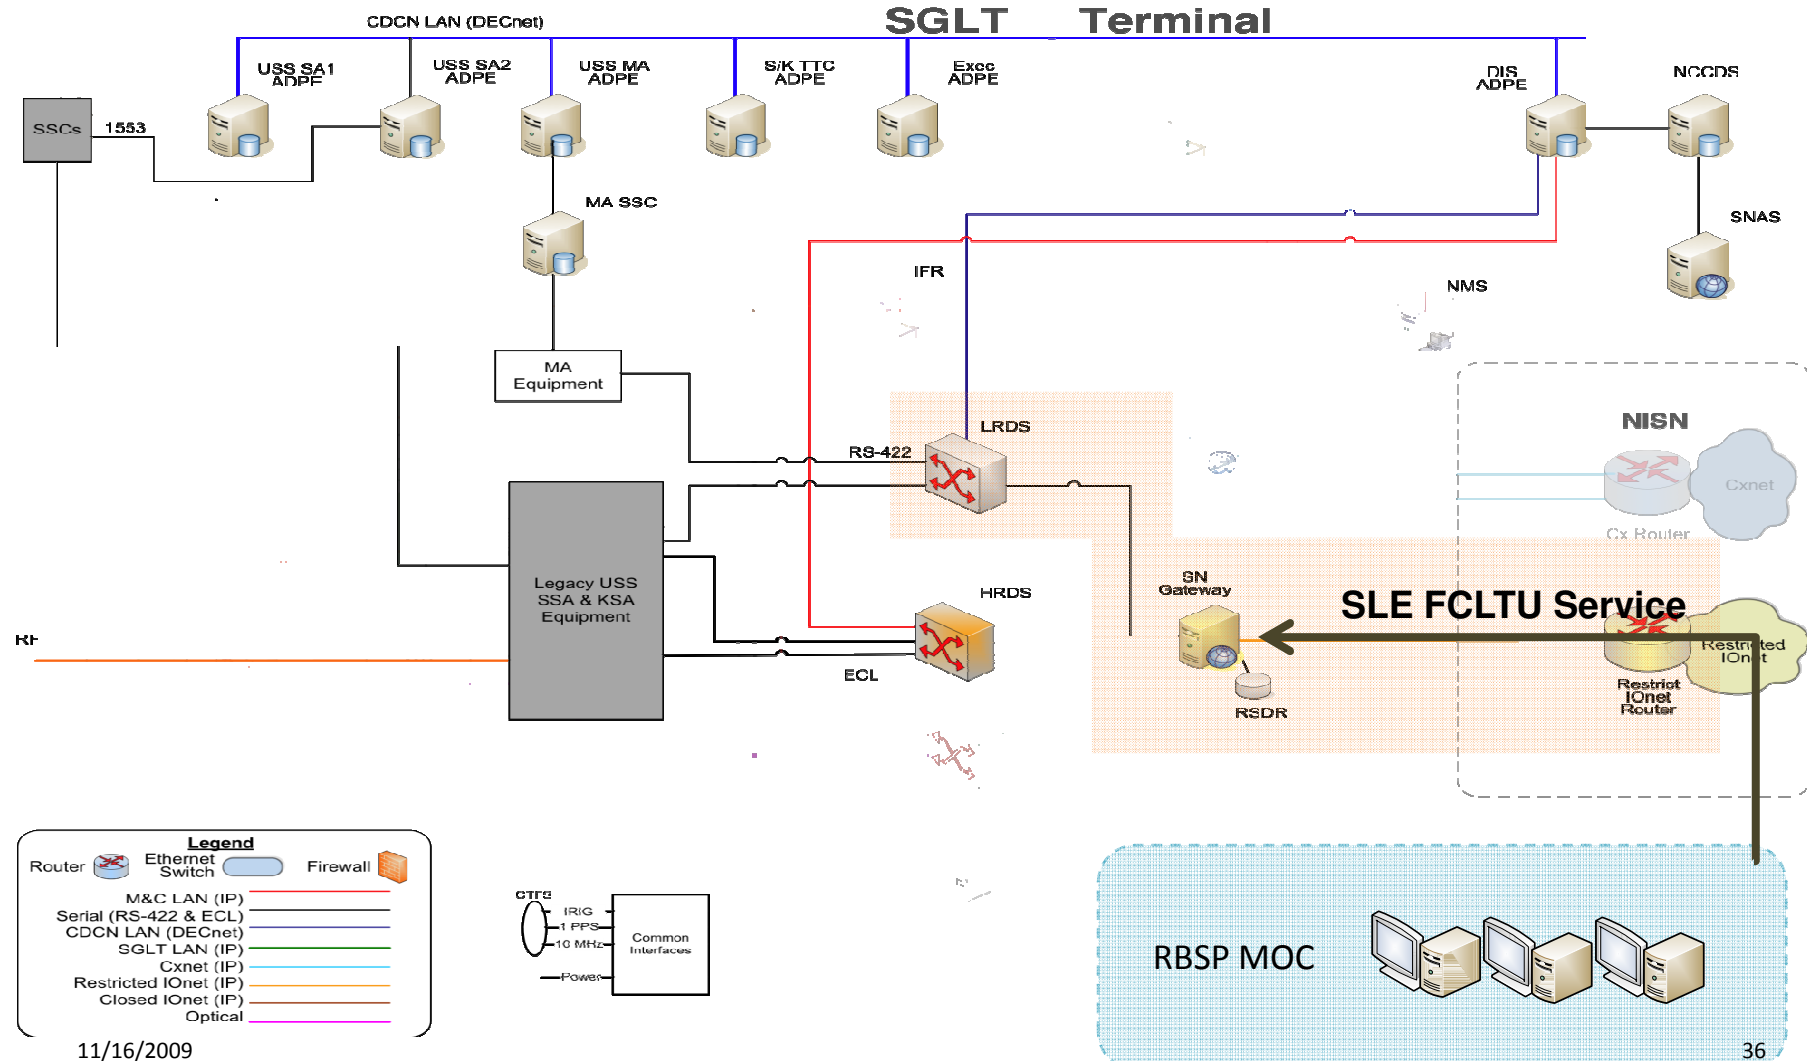 SGLT Terminal
CDCN LAN (DECnet)
USS SA1
ADPE
USS SA2
ADPE
USS MA
ADPE
S/K TTC
ADPE
Exec
ADPE
DIS
ADPE
NCCDS
SSCs
1553
MA SSC
SNAS
IFR
NMS
MA
Equipment
NISN
LRDS
RS-422
Cxnet
Cx Router
Legacy USS
SSA & KSA
Equipment
SN
Gateway
HRDS
SLE FCLTU Service
RF
Restricted
IOnet
ECL
Restrict
IOnet
Router
RSDR
Legend
Router
Ethernet
Switch
Firewall
M&C LAN (IP)
Serial (RS-422 & ECL)
CDCN LAN (DECnet)
SGLT LAN (IP)
Cxnet (IP)
Restricted IOnet (IP)
Closed IOnet (IP)
Optical
CTFS
IRIG
1 PPS
10 MHz
Power
Common
Interfaces
RBSP MOC
11/16/2009
36